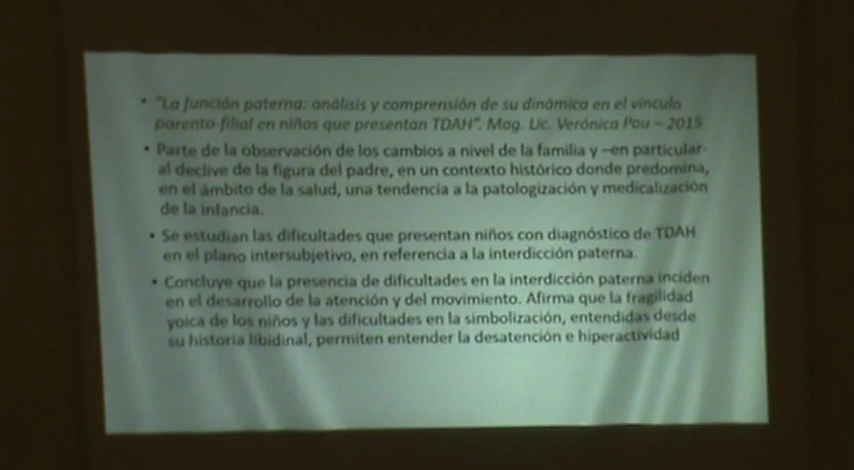 • "La función paterna: análisis y comprensión de su dinámica en el vínculo
parento-filial en niños que presentan TDAH". Mag. Lic. Verónica Pou – 2015
• Parte de la observación de los cambios a nivel de la familia y –en particular-
al declive de la figura del padre, en un contexto histórico donde predomina,
en el ámbito de la salud, una tendencia a la patologización y medicalización
de la infancia.
• Se estudian las dificultades que presentan niños con diagnóstico de TDAH
en el plano intersubjetivo, en referencia a la interdicción paterna.
• Concluye que la presencia de dificultades en la interdicción paterna inciden
en el desarrollo de la atención y del movimiento. Afirma que la fragilidad
yoica de los niños y las dificultades en la simbolización, entendidas desde
su historia libidinal, permiten entender la desatención e hiperactividad